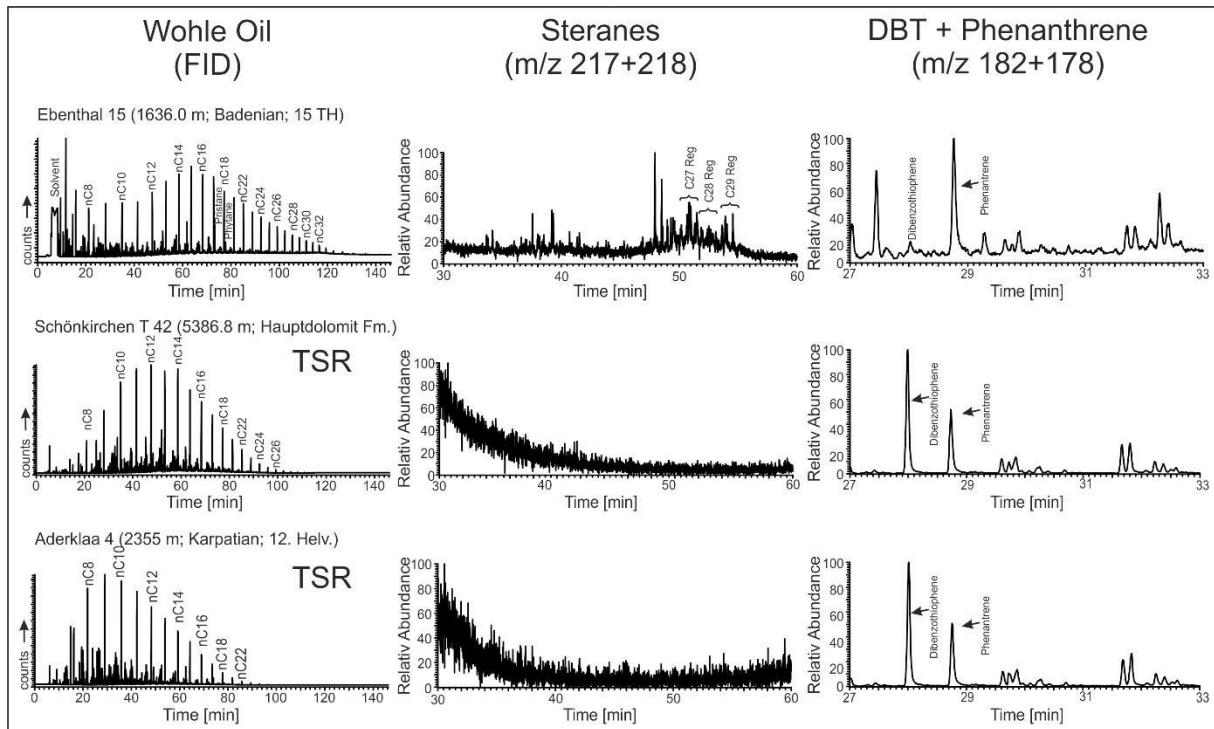 Wohle Oil
(FID)
Steranes
(m/z 217+218)
DBT + Phenanthrene
(m/z 182+178)
Ebenthal 15 (1636.0 m; Badenian; 15 TH)
counts
Solvent
nC8
nC10
nC12
nC14
nC16
Pristane
nC18
Phytane
nC22
nC24
nC26
nC28
nC30
nC32
0 20 40 60 80 100 120 140
Time [min]
Relativ Abundance
100
80
60
40
20
0
C27 Reg
C28 Reg
C29 Reg
30 40 50 60
Time [min]
Relativ Abundance
100
80
60
40
20
0
Dibenzothiophene
Phenantrene
27 29 31 33
Time [min]
Schönkirchen T 42 (5386.8 m; Hauptdolomit Fm.)
TSR
counts
nC8
nC10
nC12
nC14
nC16
nC18
nC22
nC24
nC26
0 20 40 60 80 100 120 140
Time [min]
Relativ Abundance
100
80
60
40
20
0
30 40 50 60
Time [min]
Relativ Abundance
100
80
60
40
20
0
Dibenzothiophene
Phenantrene
27 29 31 33
Time [min]
Aderklaa 4 (2355 m; Karpatian; 12. Helv.)
TSR
counts
nC8
nC10
nC12
nC14
nC16
nC18
nC22
0 20 40 60 80 100 120 140
Time [min]
Relativ Abundance
100
80
60
40
20
0
30 40 50 60
Time [min]
Relativ Abundance
100
80
60
40
20
0
Dibenzothiophene
Phenantrene
27 29 31 33
Time [min]